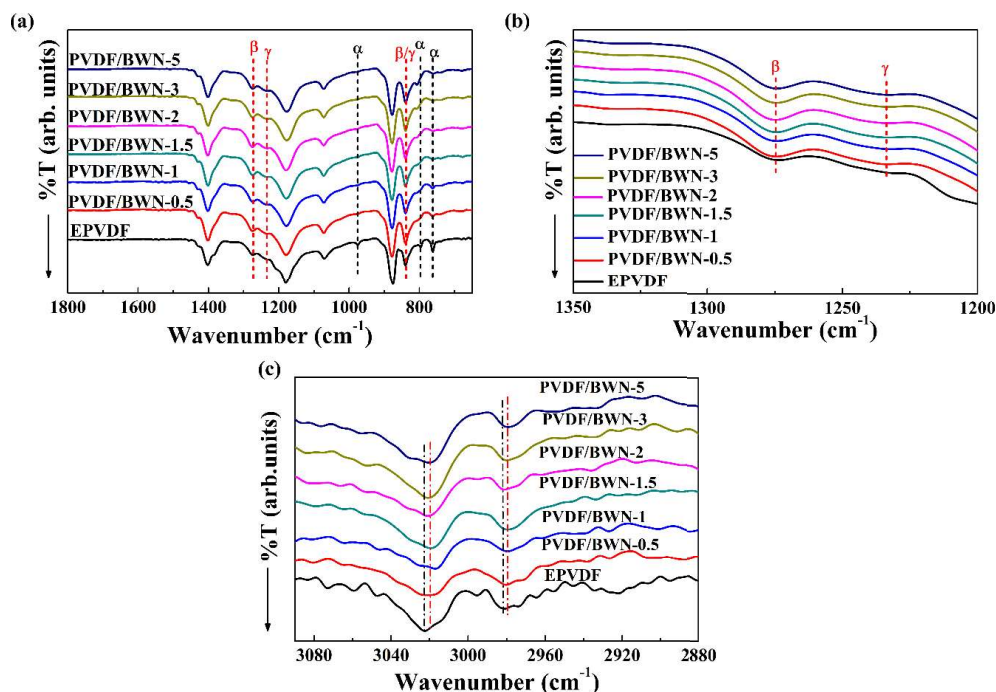 (a)
%T (arb. units)
β γ α β/γ α α
PVDF/BWN-5
PVDF/BWN-3
PVDF/BWN-2
PVDF/BWN-1.5
PVDF/BWN-1
PVDF/BWN-0.5
EPVDF
1800 1600 1400 1200 1000 800
Wavenumber (cm⁻¹)
(b)
%T (arb. units)
β γ
PVDF/BWN-5
PVDF/BWN-3
PVDF/BWN-2
PVDF/BWN-1.5
PVDF/BWN-1
PVDF/BWN-0.5
EPVDF
1350 1300 1250 1200
Wavenumber (cm⁻¹)
(c)
%T (arb.units)
PVDF/BWN-5
PVDF/BWN-3
PVDF/BWN-2
PVDF/BWN-1.5
PVDF/BWN-1
PVDF/BWN-0.5
EPVDF
3080 3040 3000 2960 2920 2880
Wavenumber (cm⁻¹)